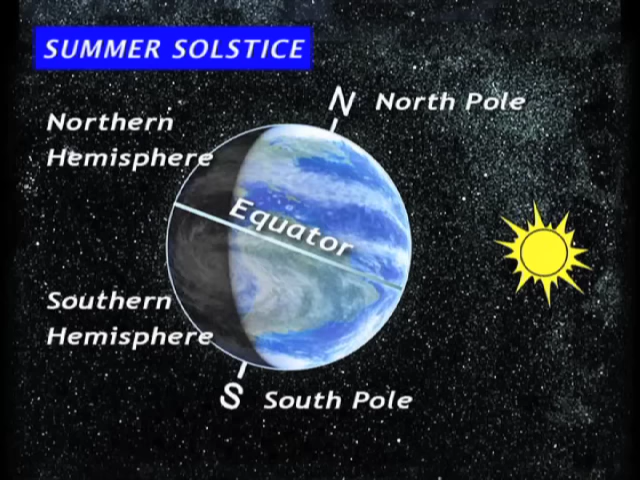 SUMMER SOLSTICE
N North Pole
Northern
Hemisphere
Equator
Southern
Hemisphere
S South Pole